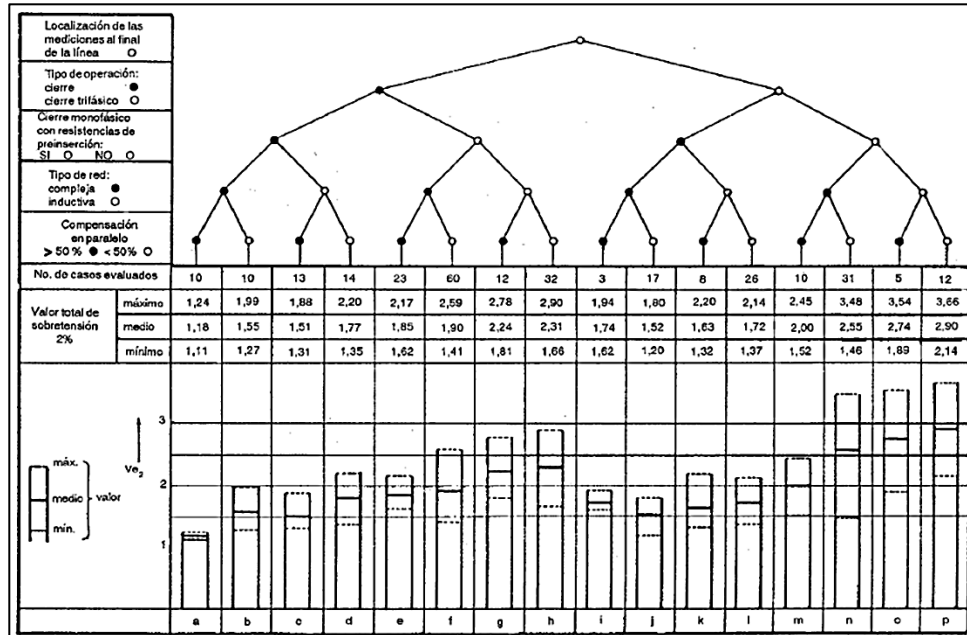 Localización de las
mediciones al final
de la línea O
Tipo de operación:
cierre ●
cierre trifásico O
Cierre monofásico
con resistencias de
preinserción:
SI O NO O
Tipo de red:
compleja ●
inductiva O
Compensación
en paralelo
> 50 % ● < 50% O
No. de casos evaluados 10 10 13 14 23 60 12 32 3 17 8 26 10 31 5 12
Valor total de
sobretensión
2%
máximo 1,24 1,99 1,88 2,20 2,17 2,59 2,78 2,90 1,94 1,80 2,20 2,14 2,45 3,48 3,54 3,66
medio 1,18 1,55 1,51 1,77 1,85 1,90 2,24 2,31 1,74 1,52 1,63 1,72 2,00 2,55 2,74 2,90
mínimo 1,11 1,27 1,31 1,35 1,62 1,41 1,81 1,66 1,62 1,20 1,32 1,37 1,52 1,46 1,89 2,14
3
Ve2
2
1
máx.
medio
valor
mín.
a b c d e f g h i j k l m n o p